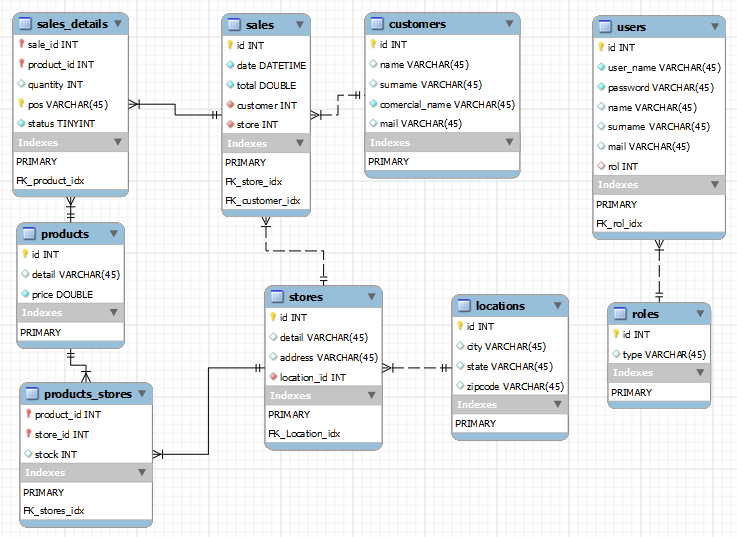 sales_details
sale_id INT
product_id INT
quantity INT
pos VARCHAR(45)
status TINYINT
Indexes
PRIMARY
FK_product_idx
sales
id INT
date DATETIME
total DOUBLE
customer INT
store INT
Indexes
PRIMARY
FK_store_idx
FK_customer_idx
customers
id INT
name VARCHAR(45)
surname VARCHAR(45)
comercial_name VARCHAR(45)
mail VARCHAR(45)
Indexes
PRIMARY
users
id INT
user_name VARCHAR(45)
password VARCHAR(45)
name VARCHAR(45)
surname VARCHAR(45)
mail VARCHAR(45)
rol INT
Indexes
PRIMARY
FK_rol_idx
products
id INT
detail VARCHAR(45)
price DOUBLE
Indexes
PRIMARY
stores
id INT
detail VARCHAR(45)
address VARCHAR(45)
location_id INT
Indexes
PRIMARY
FK_Location_idx
locations
id INT
city VARCHAR(45)
state VARCHAR(45)
zipcode VARCHAR(45)
Indexes
PRIMARY
roles
id INT
type VARCHAR(45)
Indexes
PRIMARY
products_stores
product_id INT
store_id INT
stock INT
Indexes
PRIMARY
FK_stores_idx